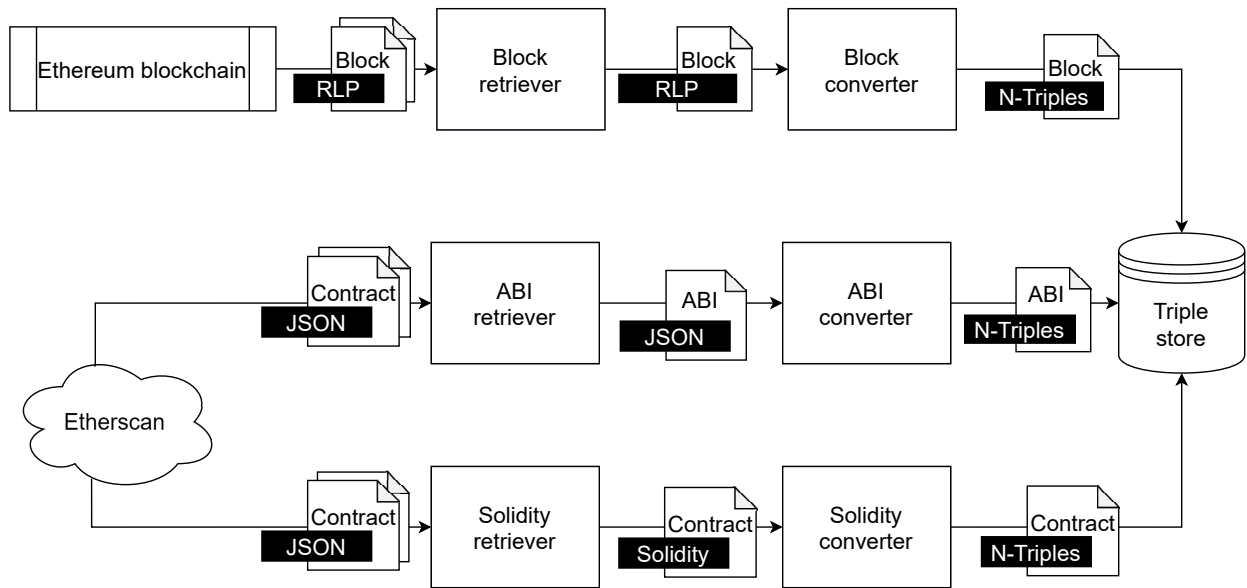 Ethereum blockchain
Block
RLP
Block
retriever
Block
RLP
Block
converter
Block
N-Triples
Contract
JSON
ABI
retriever
ABI
JSON
ABI
converter
ABI
N-Triples
Triple
store
Etherscan
Contract
JSON
Solidity
retriever
Contract
Solidity
Solidity
converter
Contract
N-Triples